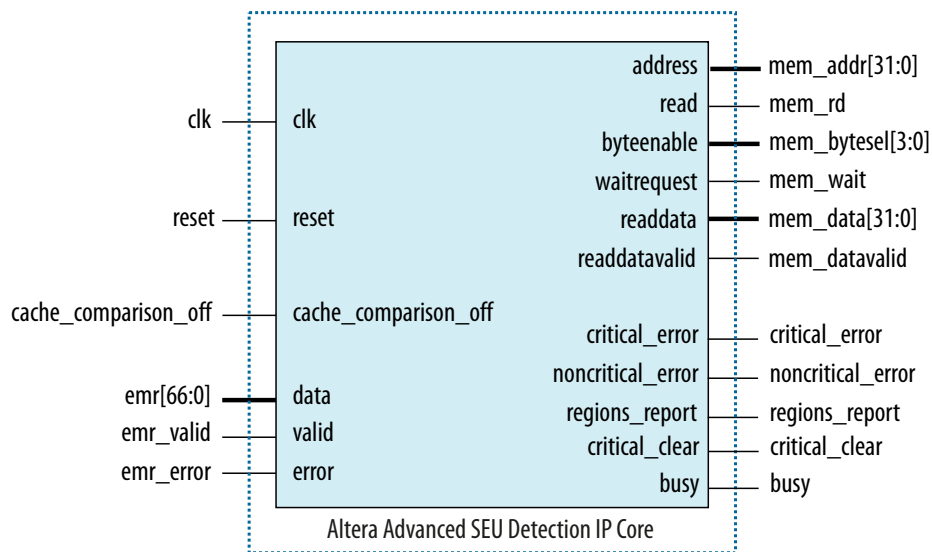 address mem_addr[31:0]
read mem_rd
clk clk
byteenable mem_bytesel[3:0]
waitrequest mem_wait
reset reset
readdata mem_data[31:0]
readdatavalid mem_datavalid
cache_comparison_off cache_comparison_off
critical_error critical_error
noncritical_error noncritical_error
emr[66:0] data
regions_report regions_report
emr_valid valid
critical_clear critical_clear
emr_error error
busy busy
Altera Advanced SEU Detection IP Core